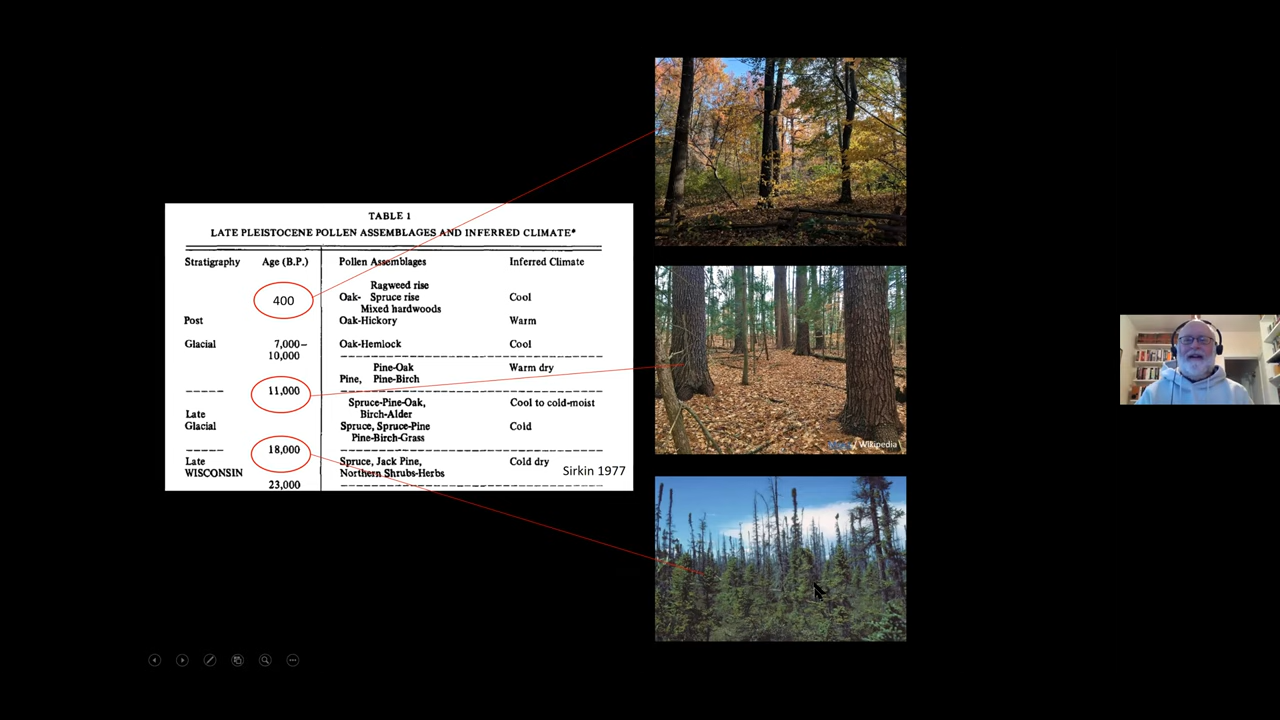 TABLE 1
LATE PLEISTOCENE POLLEN ASSEMBLAGES AND INFERRED CLIMATE*
Stratigraphy Age (B.P.) Pollen Assemblages Inferred Climate
Ragweed rise
400 Oak- Spruce rise Cool
Mixed hardwoods
Post Oak-Hickory Warm
Glacial 7,000– Oak-Hemlock Cool
10,000
Pine-Oak Warm dry
Pine, Pine-Birch
11,000
Spruce-Pine-Oak, Cool to cold-moist
Late Birch-Alder
Glacial Spruce, Spruce-Pine Cold
Pine-Birch-Grass
18,000
Late Spruce, Jack Pine, Cold dry
WISCONSIN Northern Shrubs-Herbs
Sirkin 1977
23,000
/ Wikipedia